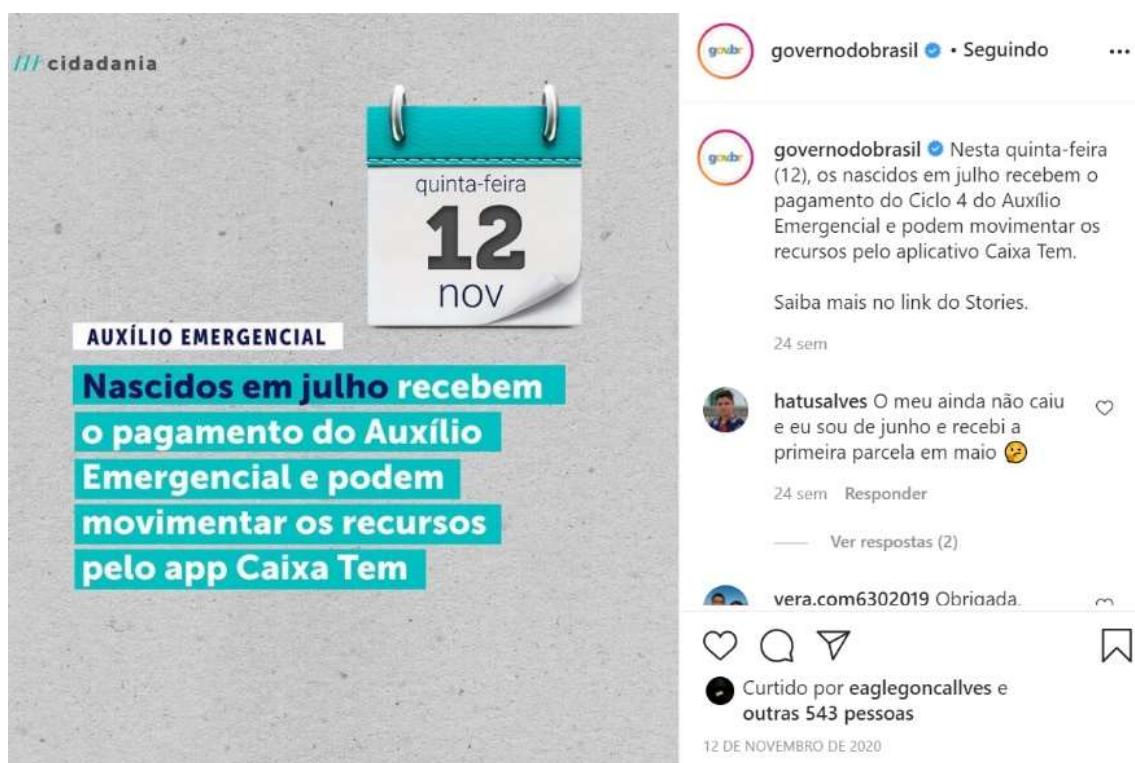 cidadania
quinta-feira
12
nov
AUXÍLIO EMERGENCIAL
Nascidos em julho recebem
o pagamento do Auxílio
Emergencial e podem
movimentar os recursos
pelo app Caixa Tem
gov.br
governodobrasil • Seguindo
gov.br
governodobrasil Nesta quinta-feira
(12), os nascidos em julho recebem o
pagamento do Ciclo 4 do Auxílio
Emergencial e podem movimentar os
recursos pelo aplicativo Caixa Tem.
Saiba mais no link do Stories.
24 sem
hatusalves O meu ainda não caiu
e eu sou de junho e recebi a
primeira parcela em maio 🤔
24 sem Responder
Ver respostas (2)
vera.com6302019 Obrigada.
Curtido por eaglegoncallves e
outras 543 pessoas
12 DE NOVEMBRO DE 2020